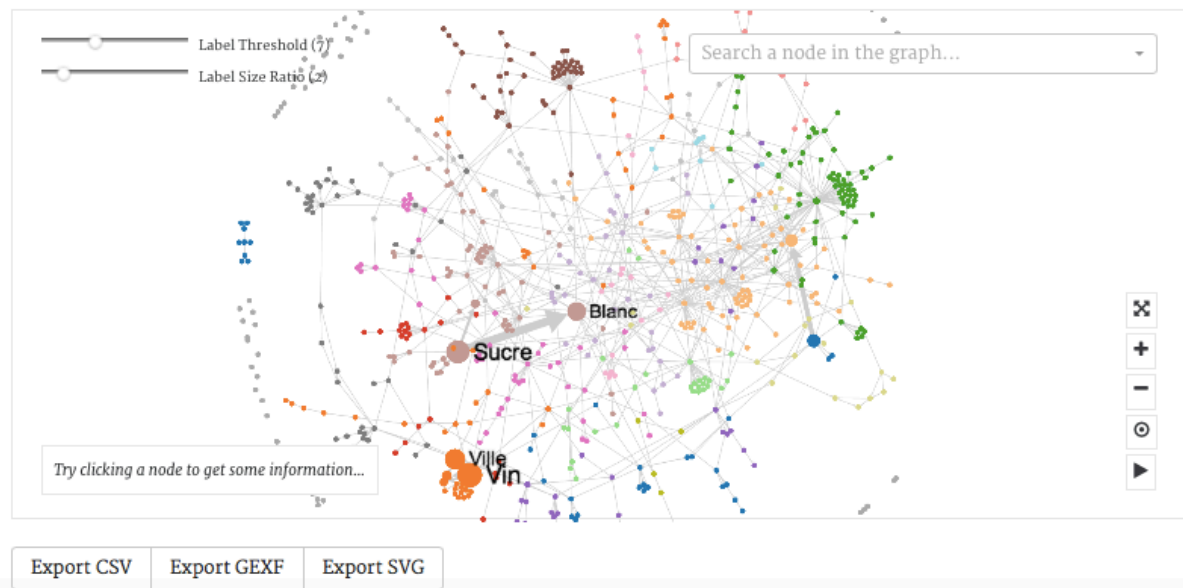 Label Threshold (7)
Label Size Ratio (2)
Search a node in the graph...
Blanc
Sucre
Ville
Vin
Try clicking a node to get some information...
Export CSV
Export GEXF
Export SVG